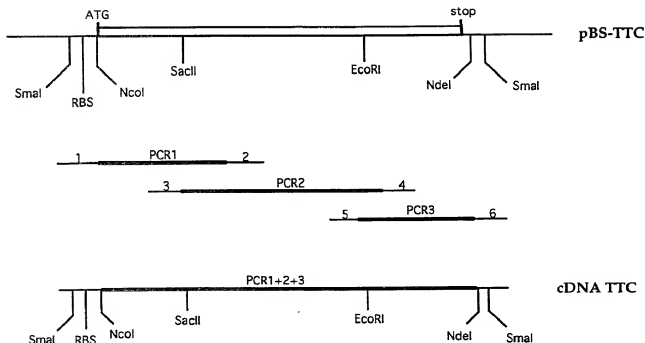 ATG
stop
pBS-TTC
SmaI
RBS
NcoI
SacII
EcoRI
NdeI
SmaI
1 PCR1 2
3 PCR2 4
5 PCR3 6
PCR1+2+3
cDNA TTC
SmaI
RBS
NcoI
SacII
EcoRI
NdeI
SmaI